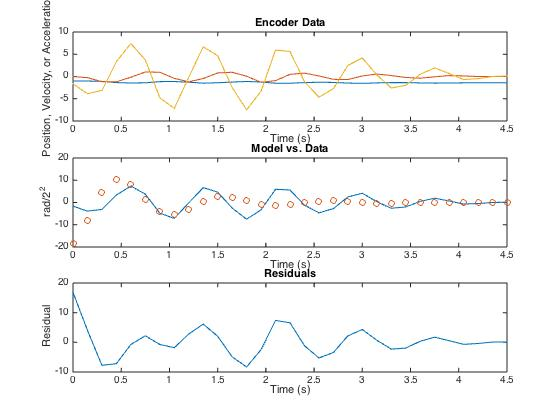 Encoder Data
Position, Velocity, or Acceleratio
10
5
0
-5
-10
0 0.5 1 1.5 2 2.5 3 3.5 4 4.5
Time (s)
Model vs. Data
rad/2²
20
10
0
-10
-20
0 0.5 1 1.5 2 2.5 3 3.5 4 4.5
Time (s)
Residuals
Residual
20
10
0
-10
0 0.5 1 1.5 2 2.5 3 3.5 4 4.5
Time (s)